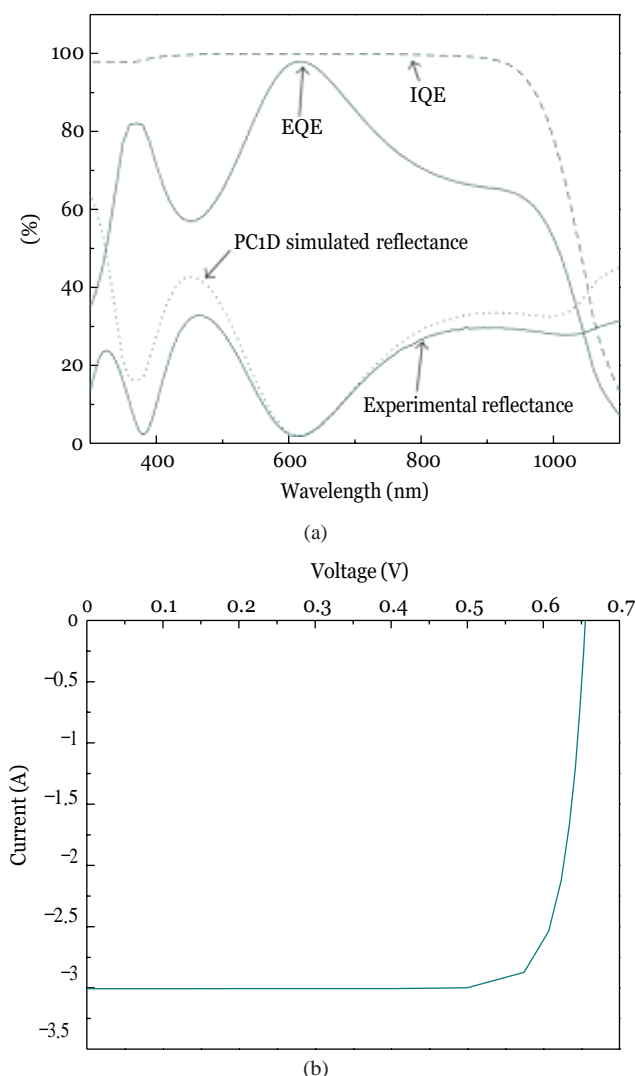 100
80
60
40
20
0
(%)
IQE
EQE
PC1D simulated reflectance
Experimental reflectance
400 600 800 1000
Wavelength (nm)
(a)
Voltage (V)
0 0.1 0.2 0.3 0.4 0.5 0.6 0.7
0
−0.5
−1
−1.5
−2
−2.5
−3
−3.5
Current (A)
(b)